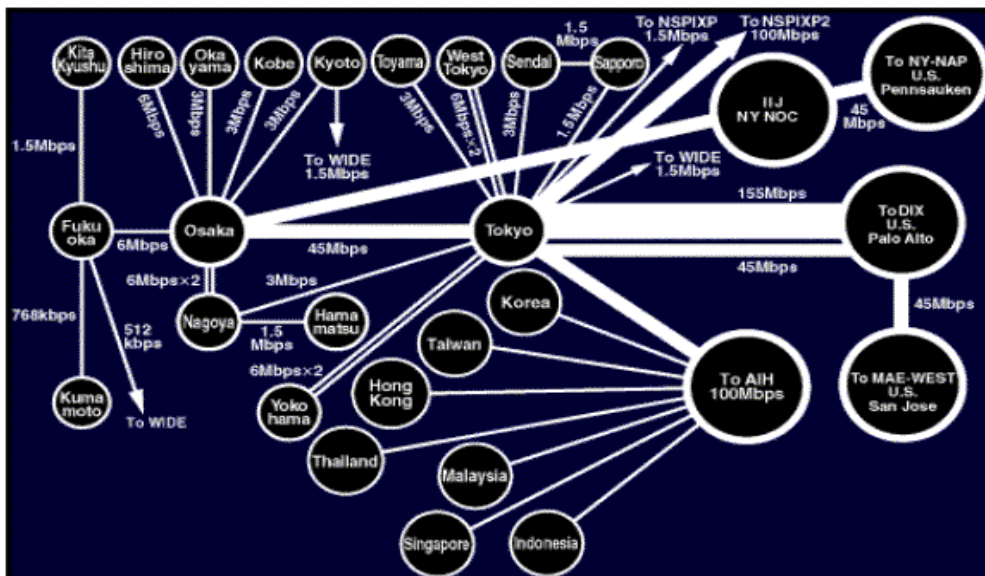 To NSPIXP
1.5Mbps
To NSPIXP2
100Mbps
Kita
Kyushu
Hiro
shima
Oka
yama
Kobe
Kyoto
Toyama
West
Tokyo
1.5
Mbps
Sendai
Sapporo
IIJ
NY NOC
To NY-NAP
U.S.
Pennsauken
45
Mbps
6Mbps
3Mbps
3Mbps
3Mbps
3Mbps
6Mbps×2
3Mbps
1.5Mbps
1.5Mbps
To WIDE
1.5Mbps
To WIDE
1.5Mbps
155Mbps
Fuku
oka
6Mbps
Osaka
45Mbps
Tokyo
To DIX
U.S.
Palo Alto
45Mbps
6Mbps×2
3Mbps
768kbps
512
kbps
Nagoya
1.5
Mbps
Hama
matsu
Korea
45Mbps
Taiwan
6Mbps×2
Hong
Kong
To AIH
100Mbps
To MAE-WEST
U.S.
San Jose
Kuma
moto
To WIDE
Yoko
hama
Thailand
Malaysia
Singapore
Indonesia